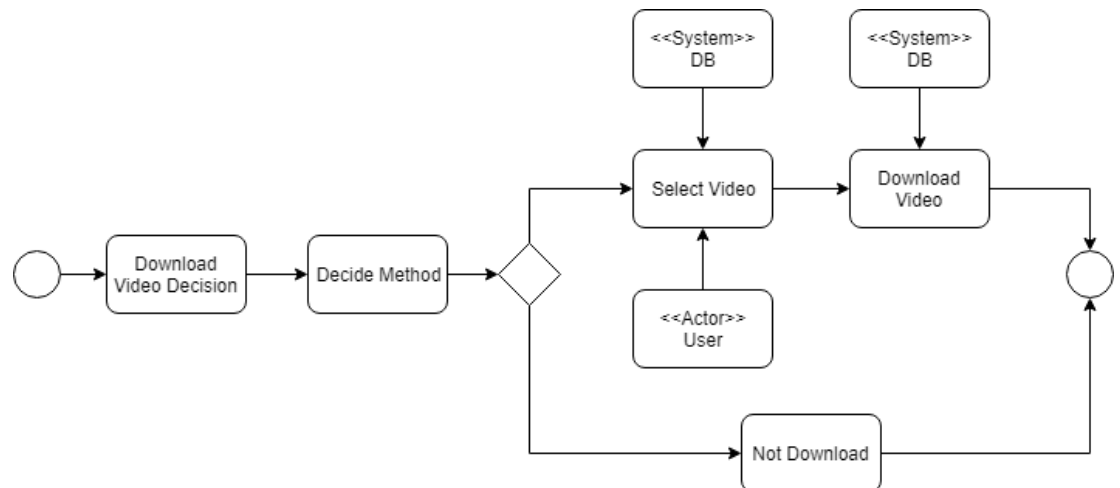 <<System>>
DB
<<System>>
DB
Select Video
Download
Video
Download
Video Decision
Decide Method
<<Actor>>
User
Not Download